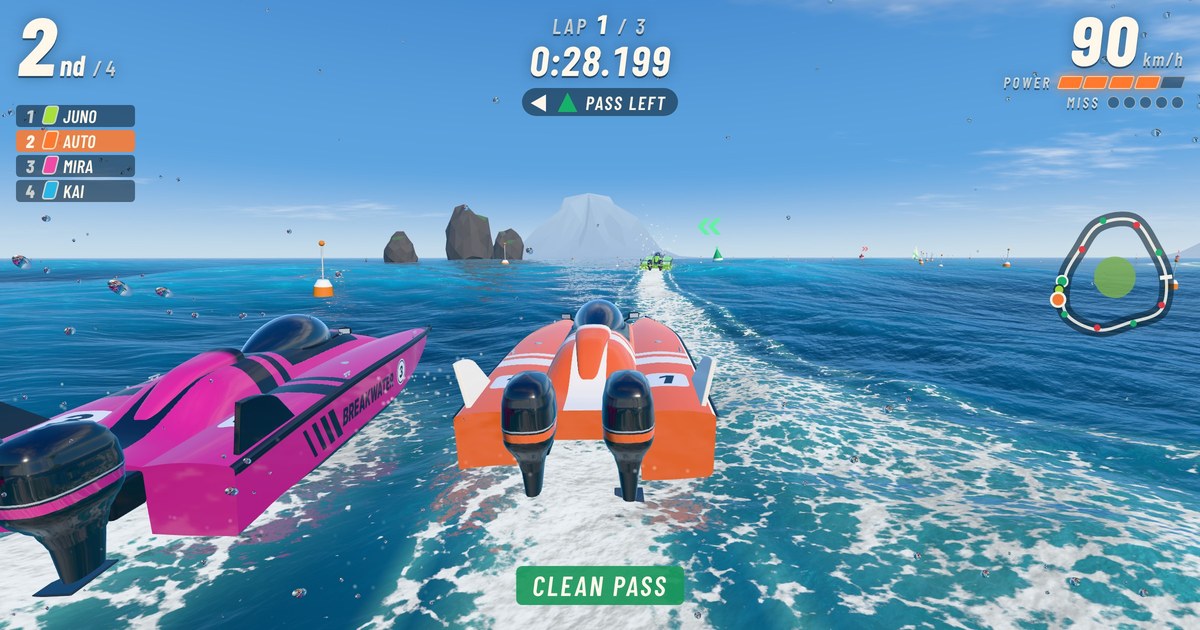 2nd / 4
LAP 1 / 3
0:28.199
PASS LEFT
90 km/h
POWER
MISS
1 JUNO
2 AUTO
3 MIRA
4 KAI
BREAKWATER 3
1
CLEAN PASS